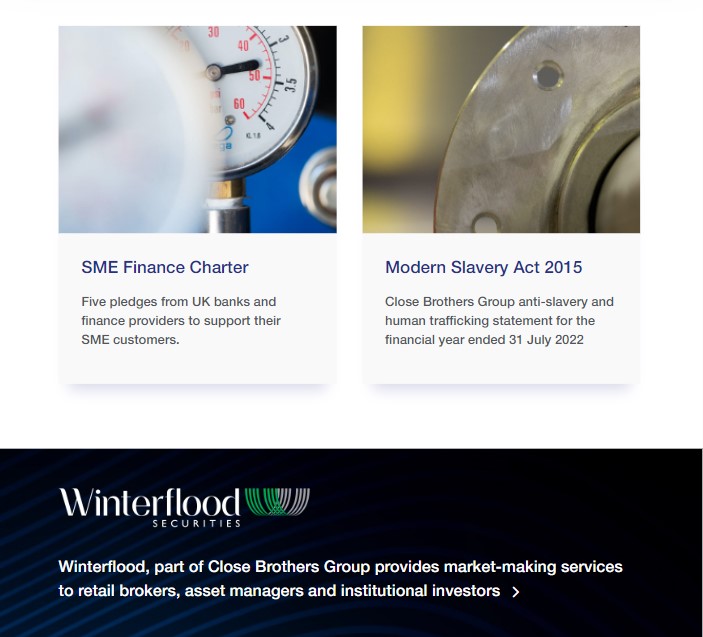 30
40
50
60
3
3.5
4
KL 1.6
SME Finance Charter
Five pledges from UK banks and
finance providers to support their
SME customers.
Modern Slavery Act 2015
Close Brothers Group anti-slavery and
human trafficking statement for the
financial year ended 31 July 2022
Winterflood
SECURITIES
Winterflood, part of Close Brothers Group provides market-making services
to retail brokers, asset managers and institutional investors